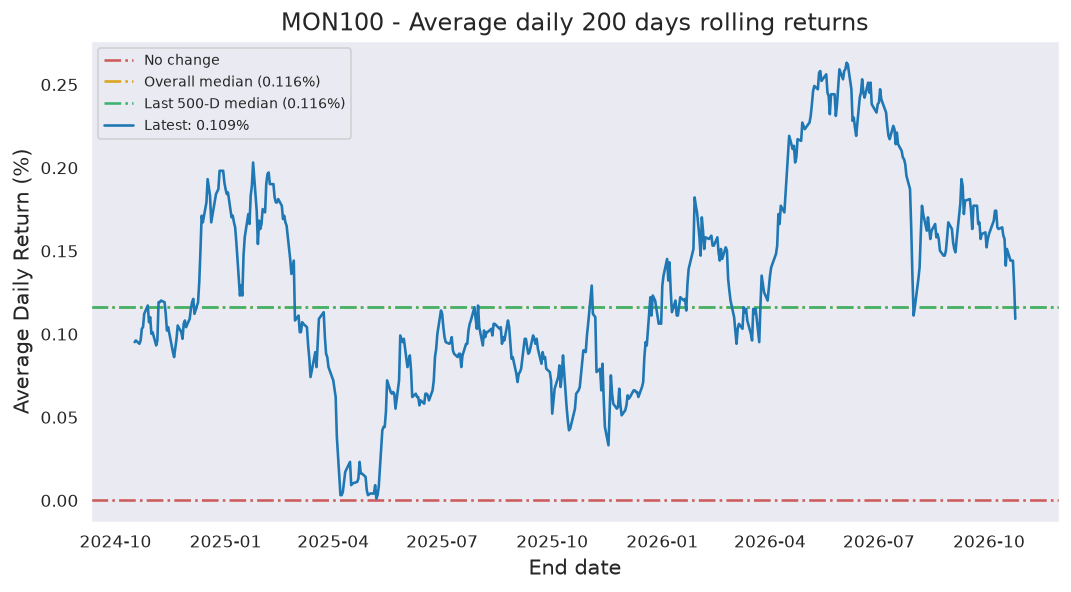 MON100 - Average daily 200 days rolling returns
No change
Overall median (0.116%)
Last 500-D median (0.116%)
Latest: 0.109%
Average Daily Return (%)
0.25
0.20
0.15
0.10
0.05
0.00
2024-10 2025-01 2025-04 2025-07 2025-10 2026-01 2026-04 2026-07 2026-10
End date